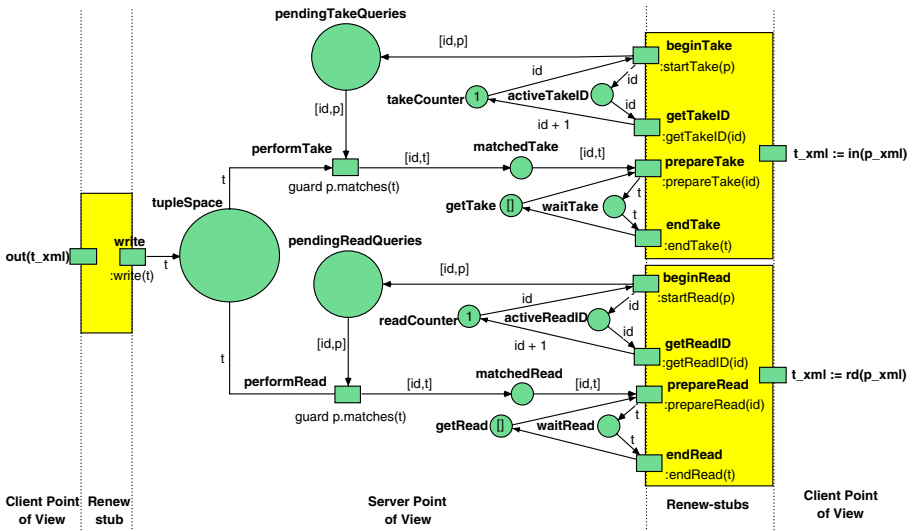 pendingTakeQueries
[id,p]
beginTake
:startTake(p)
id
id
takeCounter
1
activeTakeID
id
[id,p]
id + 1
getTakeID
:getTakeID(id)
performTake
[id,t]
matchedTake
[id,t]
prepareTake
:prepareTake(id)
t_xml := in(p_xml)
guard p.matches(t)
t
t
getTake
[]
waitTake
t
endTake
:endTake(t)
tupleSpace
write
out(t_xml)
:write(t)
t
pendingReadQueries
[id,p]
beginRead
:startRead(p)
id
id
readCounter
1
activeReadID
id
[id,p]
id + 1
getReadID
:getReadID(id)
t
performRead
[id,t]
matchedRead
[id,t]
prepareRead
:prepareRead(id)
t_xml := rd(p_xml)
guard p.matches(t)
t
getRead
[]
waitRead
t
endRead
:endRead(t)
Client Point
of View
Renew
stub
Server Point
of View
Renew-stubs
Client Point
of View